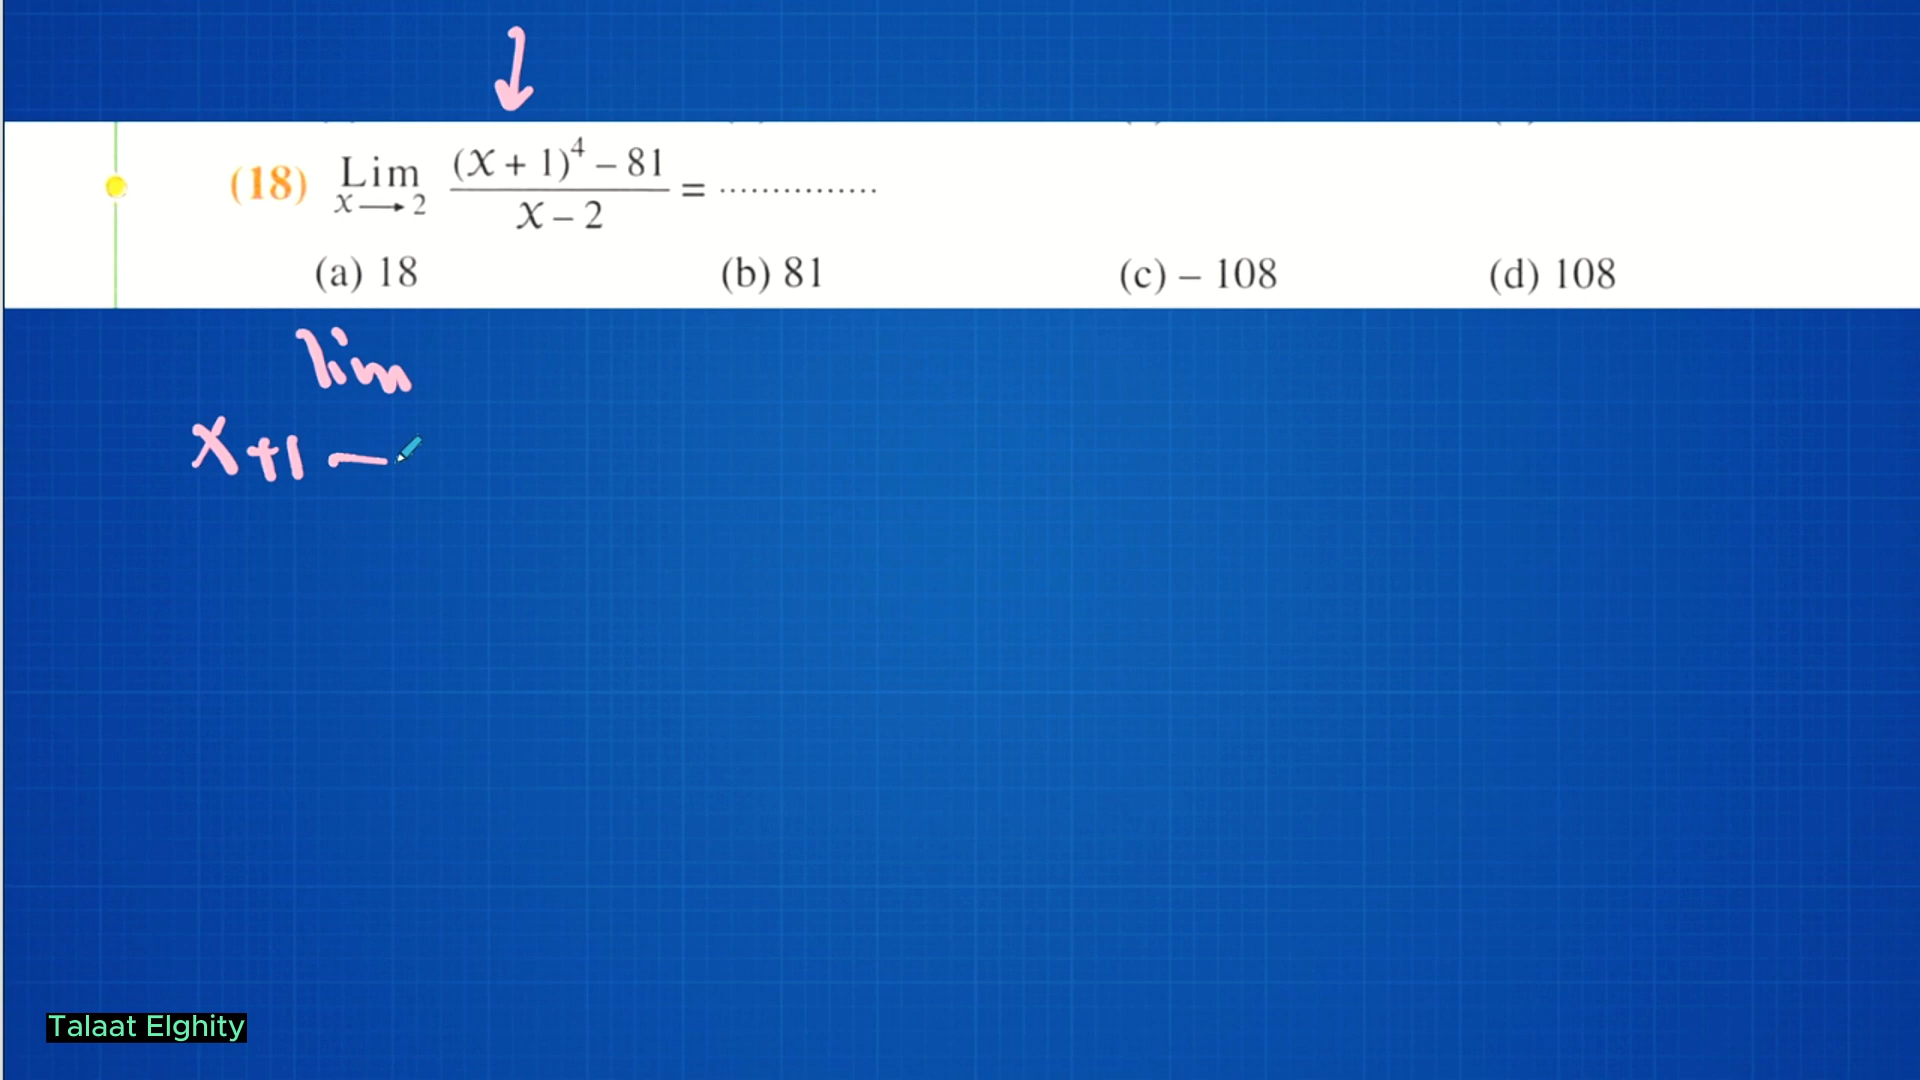 (18) Lim (X + 1)⁴ – 81 = ...............
X ⟶ 2 X – 2
(a) 18 (b) 81 (c) – 108 (d) 108
lim
x+1 —
Talaat Elghity